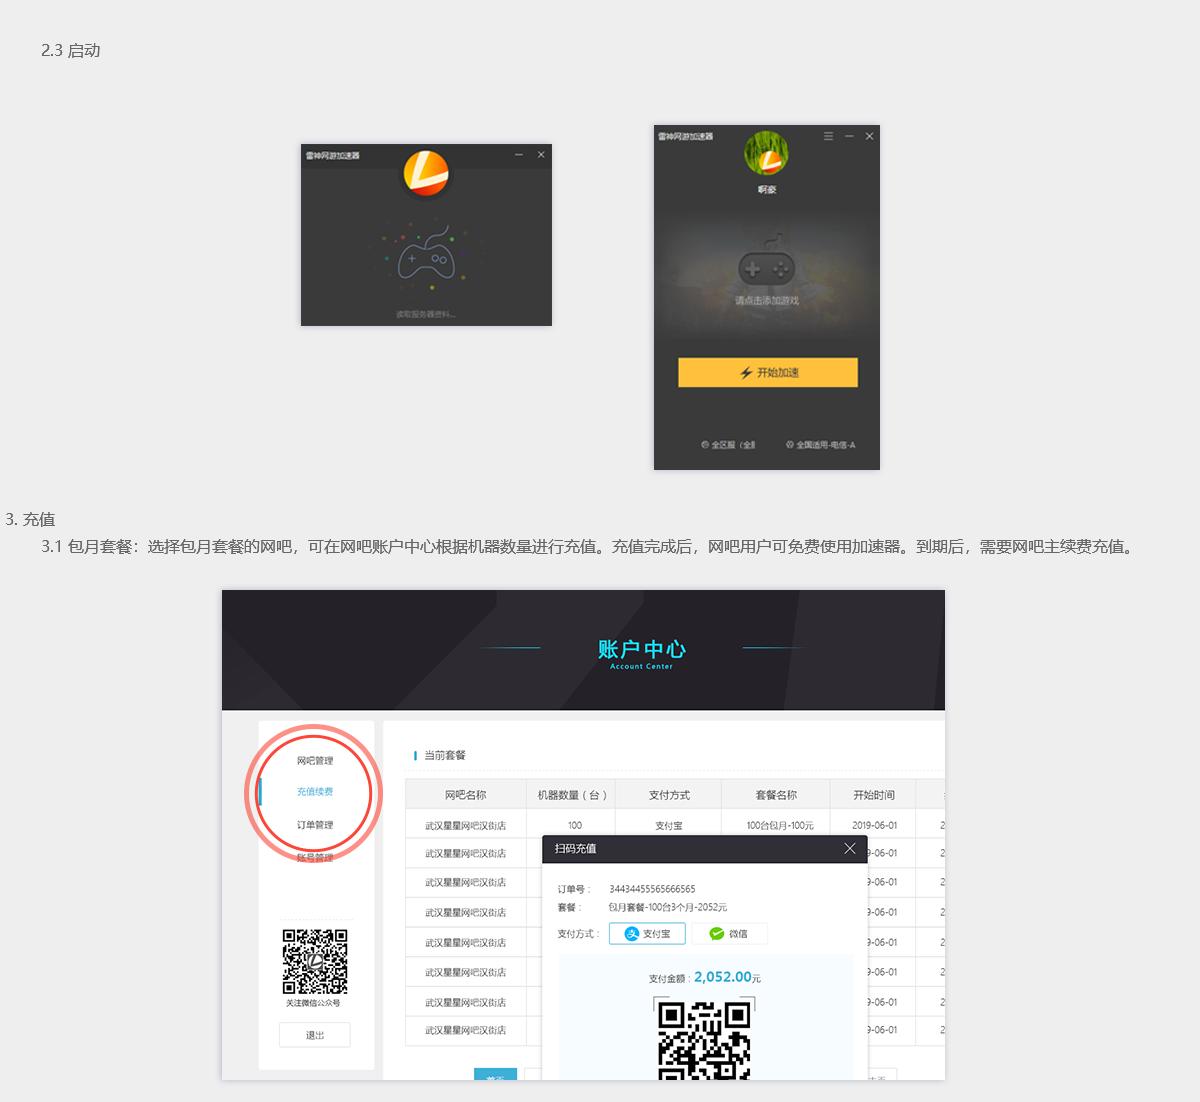 2.3 启动
雷神网游加速器
读取服务器资料...
雷神网游加速器
啊豪
请点击添加游戏
开始加速
全区服（全
全国适用-电信-A
3. 充值
3.1 包月套餐：选择包月套餐的网吧，可在网吧账户中心根据机器数量进行充值。充值完成后，网吧用户可免费使用加速器。到期后，需要网吧主续费充值。
账户中心
Account Center
网吧管理
充值续费
订单管理
账号管理
关注微信公众号
退出
当前套餐
网吧名称 机器数量（台） 支付方式 套餐名称 开始时间
武汉星星网吧汉街店 100 支付宝 100台包月-100元 2019-06-01 2
武汉星星网吧汉街店 9-06-01 2
武汉星星网吧汉街店 9-06-01 2
武汉星星网吧汉街店 9-06-01 2
武汉星星网吧汉街店 9-06-01 2
武汉星星网吧汉街店 9-06-01 2
武汉星星网吧汉街店 9-06-01 2
武汉星星网吧汉街店 9-06-01 2
扫码充值
订单号： 34434455565666565
套餐： 包月套餐-100台3个月-2052元
支付方式： 支付宝 微信
支付金额：2,052.00元
首页